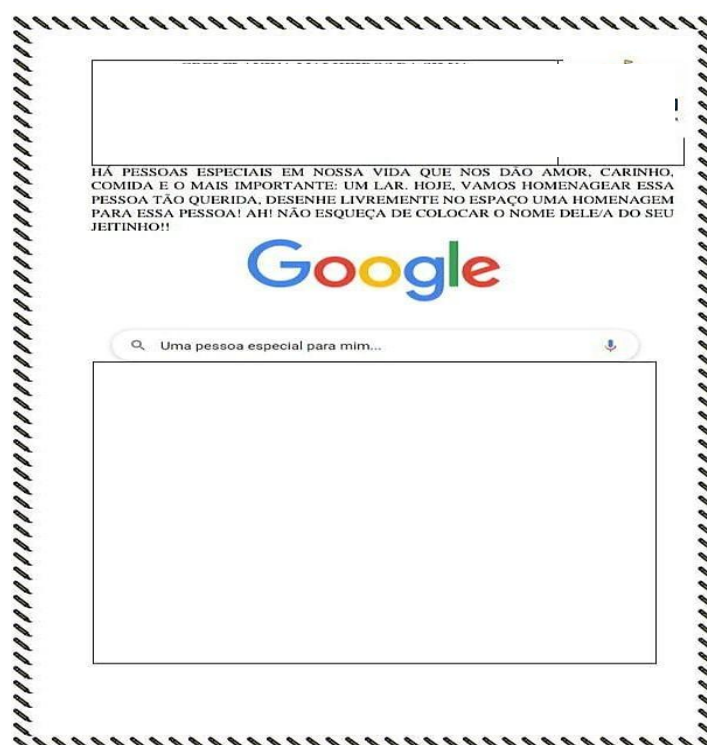 HÁ PESSOAS ESPECIAIS EM NOSSA VIDA QUE NOS DÃO AMOR, CARINHO,
COMIDA E O MAIS IMPORTANTE: UM LAR. HOJE, VAMOS HOMENAGEAR ESSA
PESSOA TÃO QUERIDA, DESENHE LIVREMENTE NO ESPAÇO UMA HOMENAGEM
PARA ESSA PESSOA! AH! NÃO ESQUEÇA DE COLOCAR O NOME DELE/A DO SEU
JEITINHO!!
Google
Uma pessoa especial para mim...